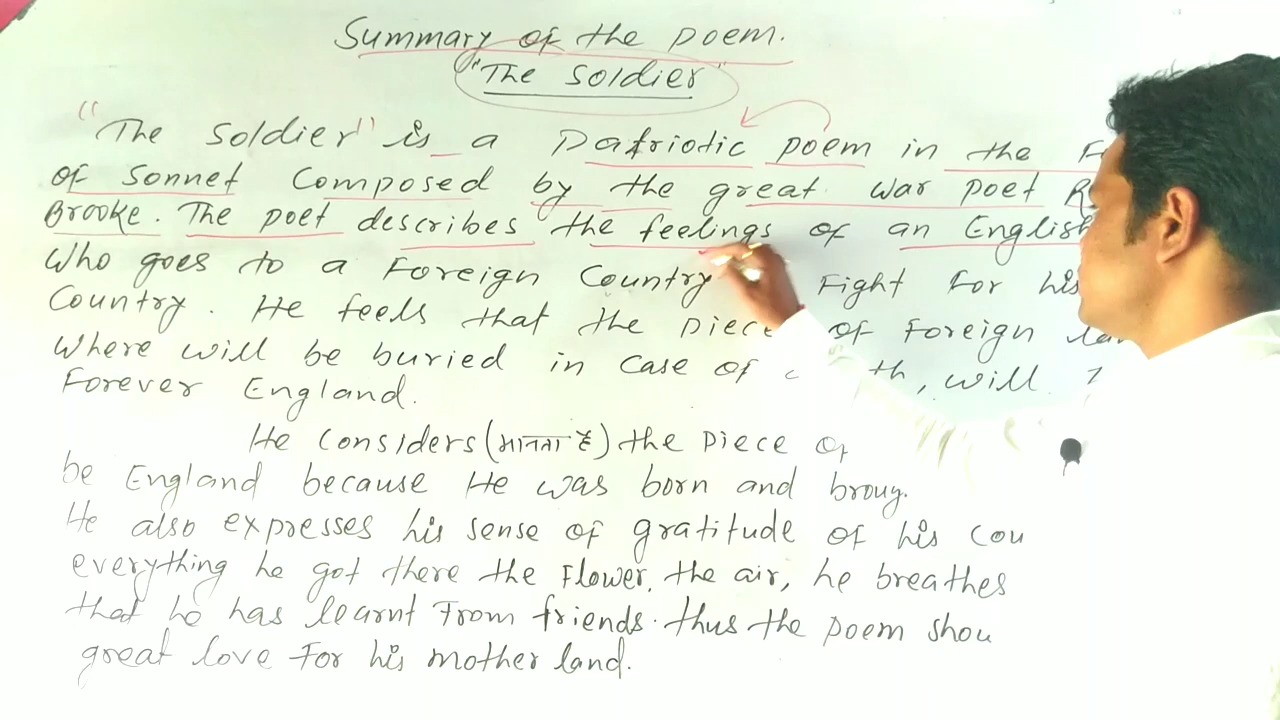 Summary of the poem.
"The Soldier"
"The Soldier" is a Patriotic poem in the
of Sonnet Composed by the great war poet
Brooke. The poet describes the feelings of an English
Who goes to a Foreign Country Fight for his
Country. He feels that the piece of Foreign
Where will be buried in case of will
Forever England.
He Considers (मानता है) the piece of
be England because He was born and
He also expresses his sense of gratitude of his
everything he got there the Flower, the air, he breathes
that he has learnt From friends. thus the poem
great love For his mother land.